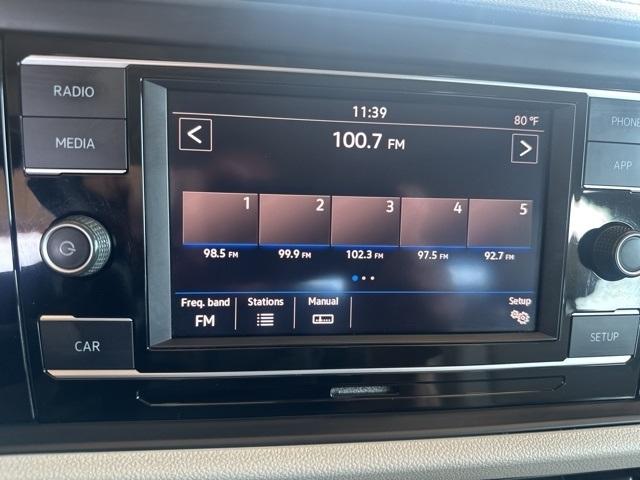 RADIO
MEDIA
CAR
11:39
80 °F
100.7 FM
<
>
1 2 3 4 5
98.5 FM 99.9 FM 102.3 FM 97.5 FM 92.7 FM
Freq. band Stations Manual Setup
FM
PHONE
APP
SETUP